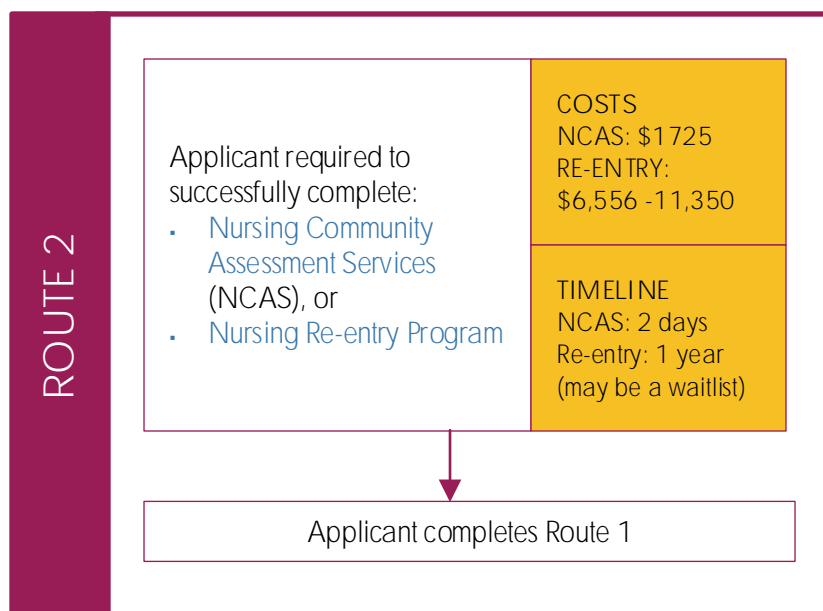 ROUTE 2
Applicant required to
successfully complete:
▪ Nursing Community
Assessment Services
(NCAS), or
▪ Nursing Re-entry Program
COSTS
NCAS: $1725
RE-ENTRY:
$6,556 -11,350
TIMELINE
NCAS: 2 days
Re-entry: 1 year
(may be a waitlist)
Applicant completes Route 1